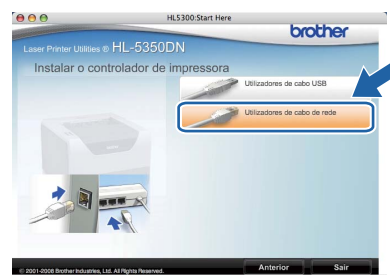 HL5300:Start Here
brother
Laser Printer Utilities ® HL-5350DN
Instalar o controlador de impressora
Utilizadores de cabo USB
Utilizadores de cabo de rede
© 2001-2008 Brother Industries, Ltd. All Rights Reserved.
Anterior
Sair